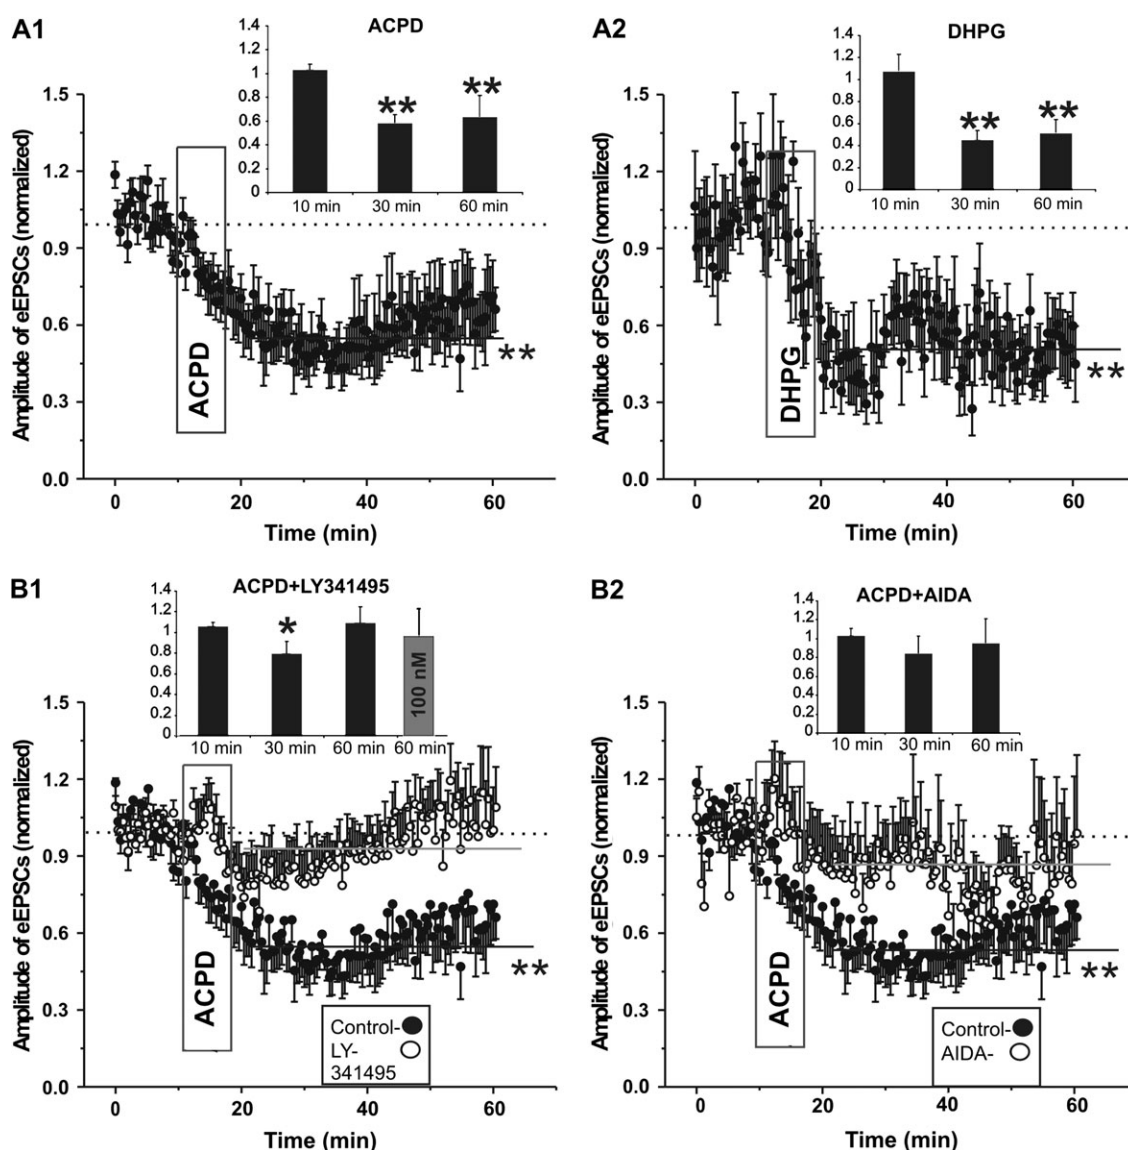 A1
ACPD
1.4
1.2
1
0.8
0.6
0.4
0.2
0
** **
10 min 30 min 60 min
Amplitude of eEPSCs (normalized)
1.5
1.2
0.9
0.6
0.3
0.0
ACPD
**
0 20 40 60
Time (min)
A2
DHPG
1.4
1.2
1
0.8
0.6
0.4
0.2
0
** **
10 min 30 min 60 min
Amplitude of eEPSCs (normalized)
1.5
1.2
0.9
0.6
0.3
0.0
DHPG
**
0 20 40 60
Time (min)
B1
ACPD+LY341495
1.4
1.2
1
0.8
0.6
0.4
0.2
0
*
100 nM
10 min 30 min 60 min 60 min
Amplitude of eEPSCs (normalized)
1.5
1.2
0.9
0.6
0.3
0.0
ACPD
**
Control-
LY-
341495
0 20 40 60
Time (min)
B2
ACPD+AIDA
1.4
1.2
1
0.8
0.6
0.4
0.2
0
10 min 30 min 60 min
Amplitude of eEPSCs (normalized)
1.5
1.2
0.9
0.6
0.3
0.0
ACPD
**
Control-
AIDA-
0 20 40 60
Time (min)